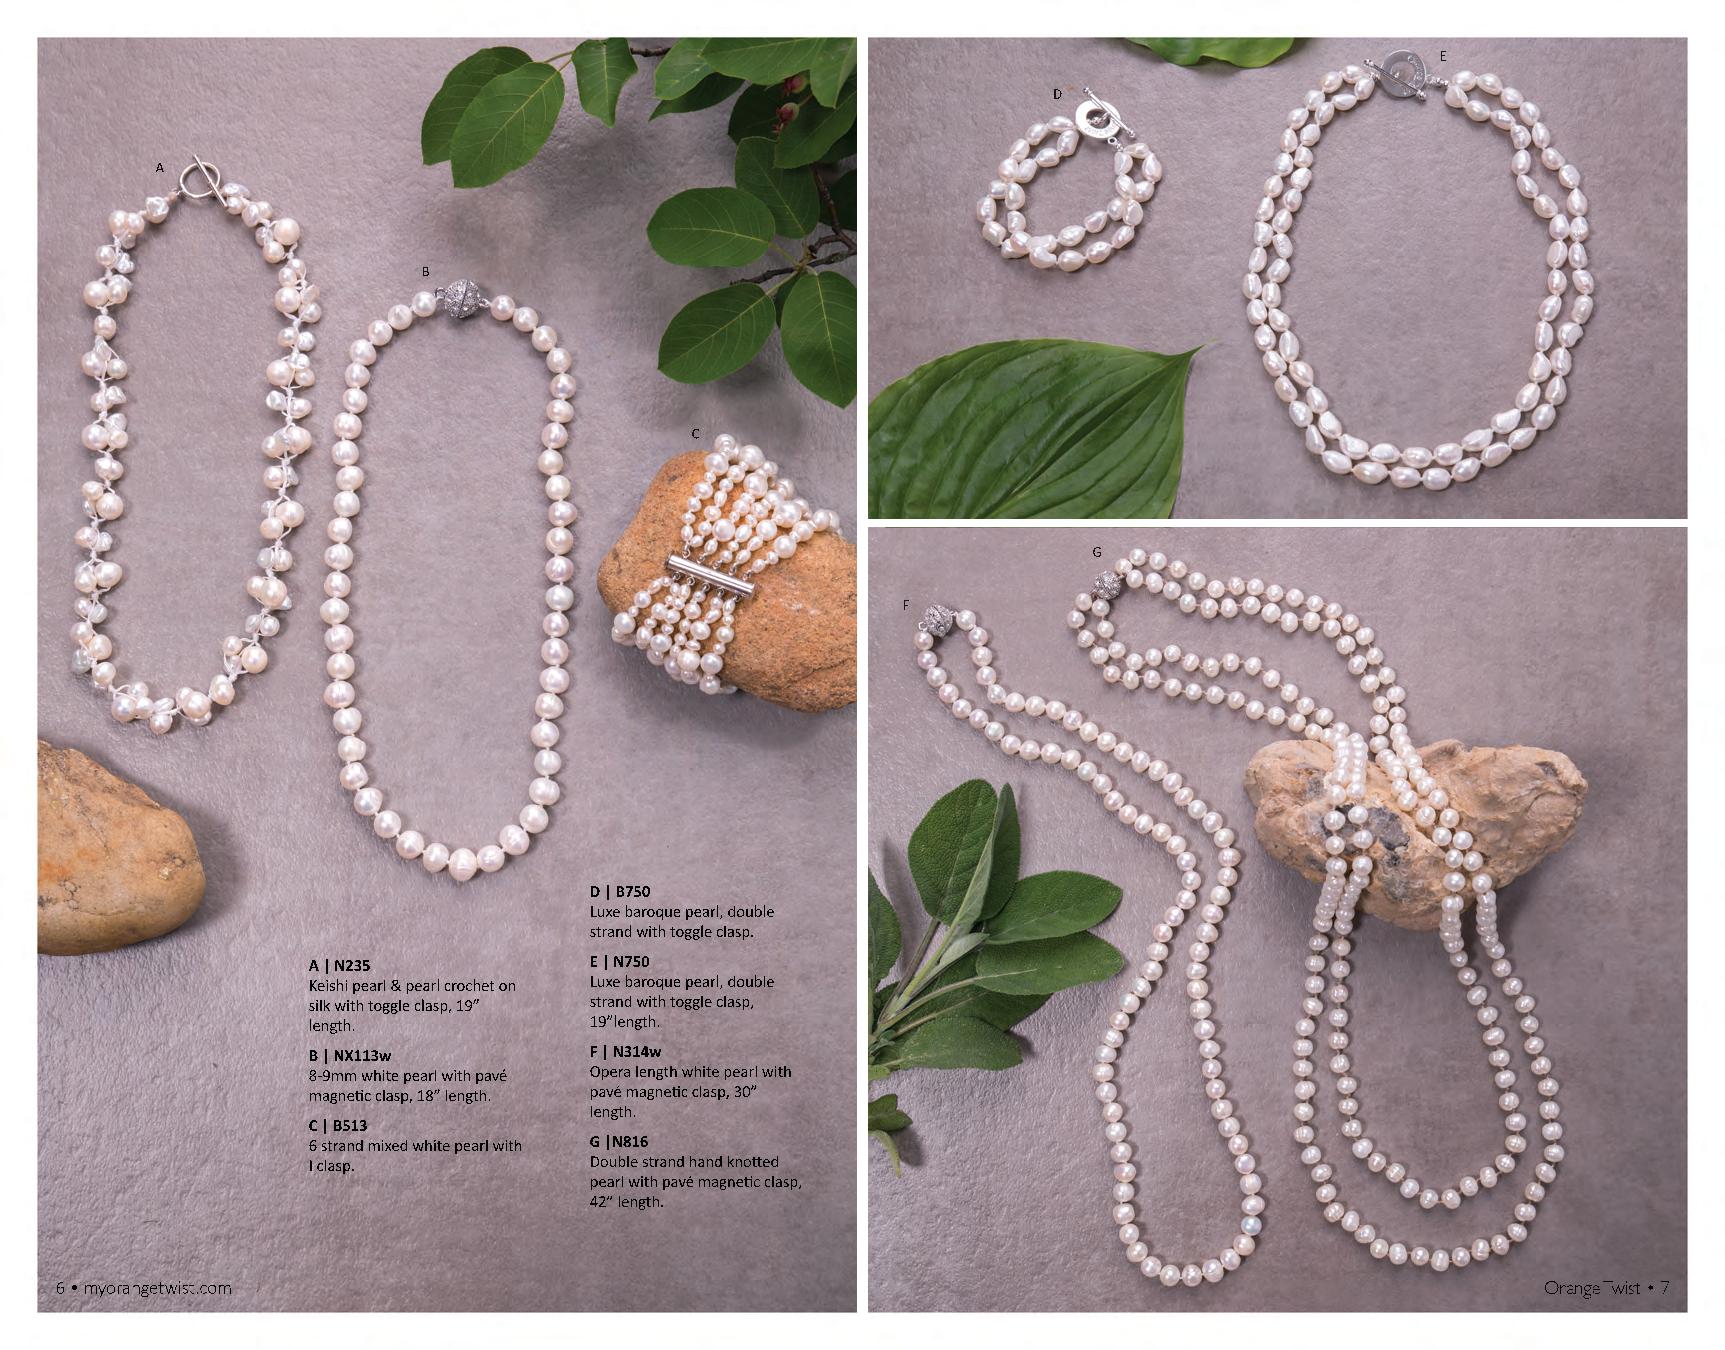 A
B
C
A | N235
Keishi pearl & pearl crochet on
silk with toggle clasp, 19”
length.
B | NX113w
8-9mm white pearl with pavé
magnetic clasp, 18” length.
C | B513
6 strand mixed white pearl with
I clasp.
D | B750
Luxe baroque pearl, double
strand with toggle clasp.
E | N750
Luxe baroque pearl, double
strand with toggle clasp,
19”length.
F | N314w
Opera length white pearl with
pavé magnetic clasp, 30”
length.
G |N816
Double strand hand knotted
pearl with pavé magnetic clasp,
42” length.
6 • myorangetwist.com
D
E
F
G
OrangeTwist • 7